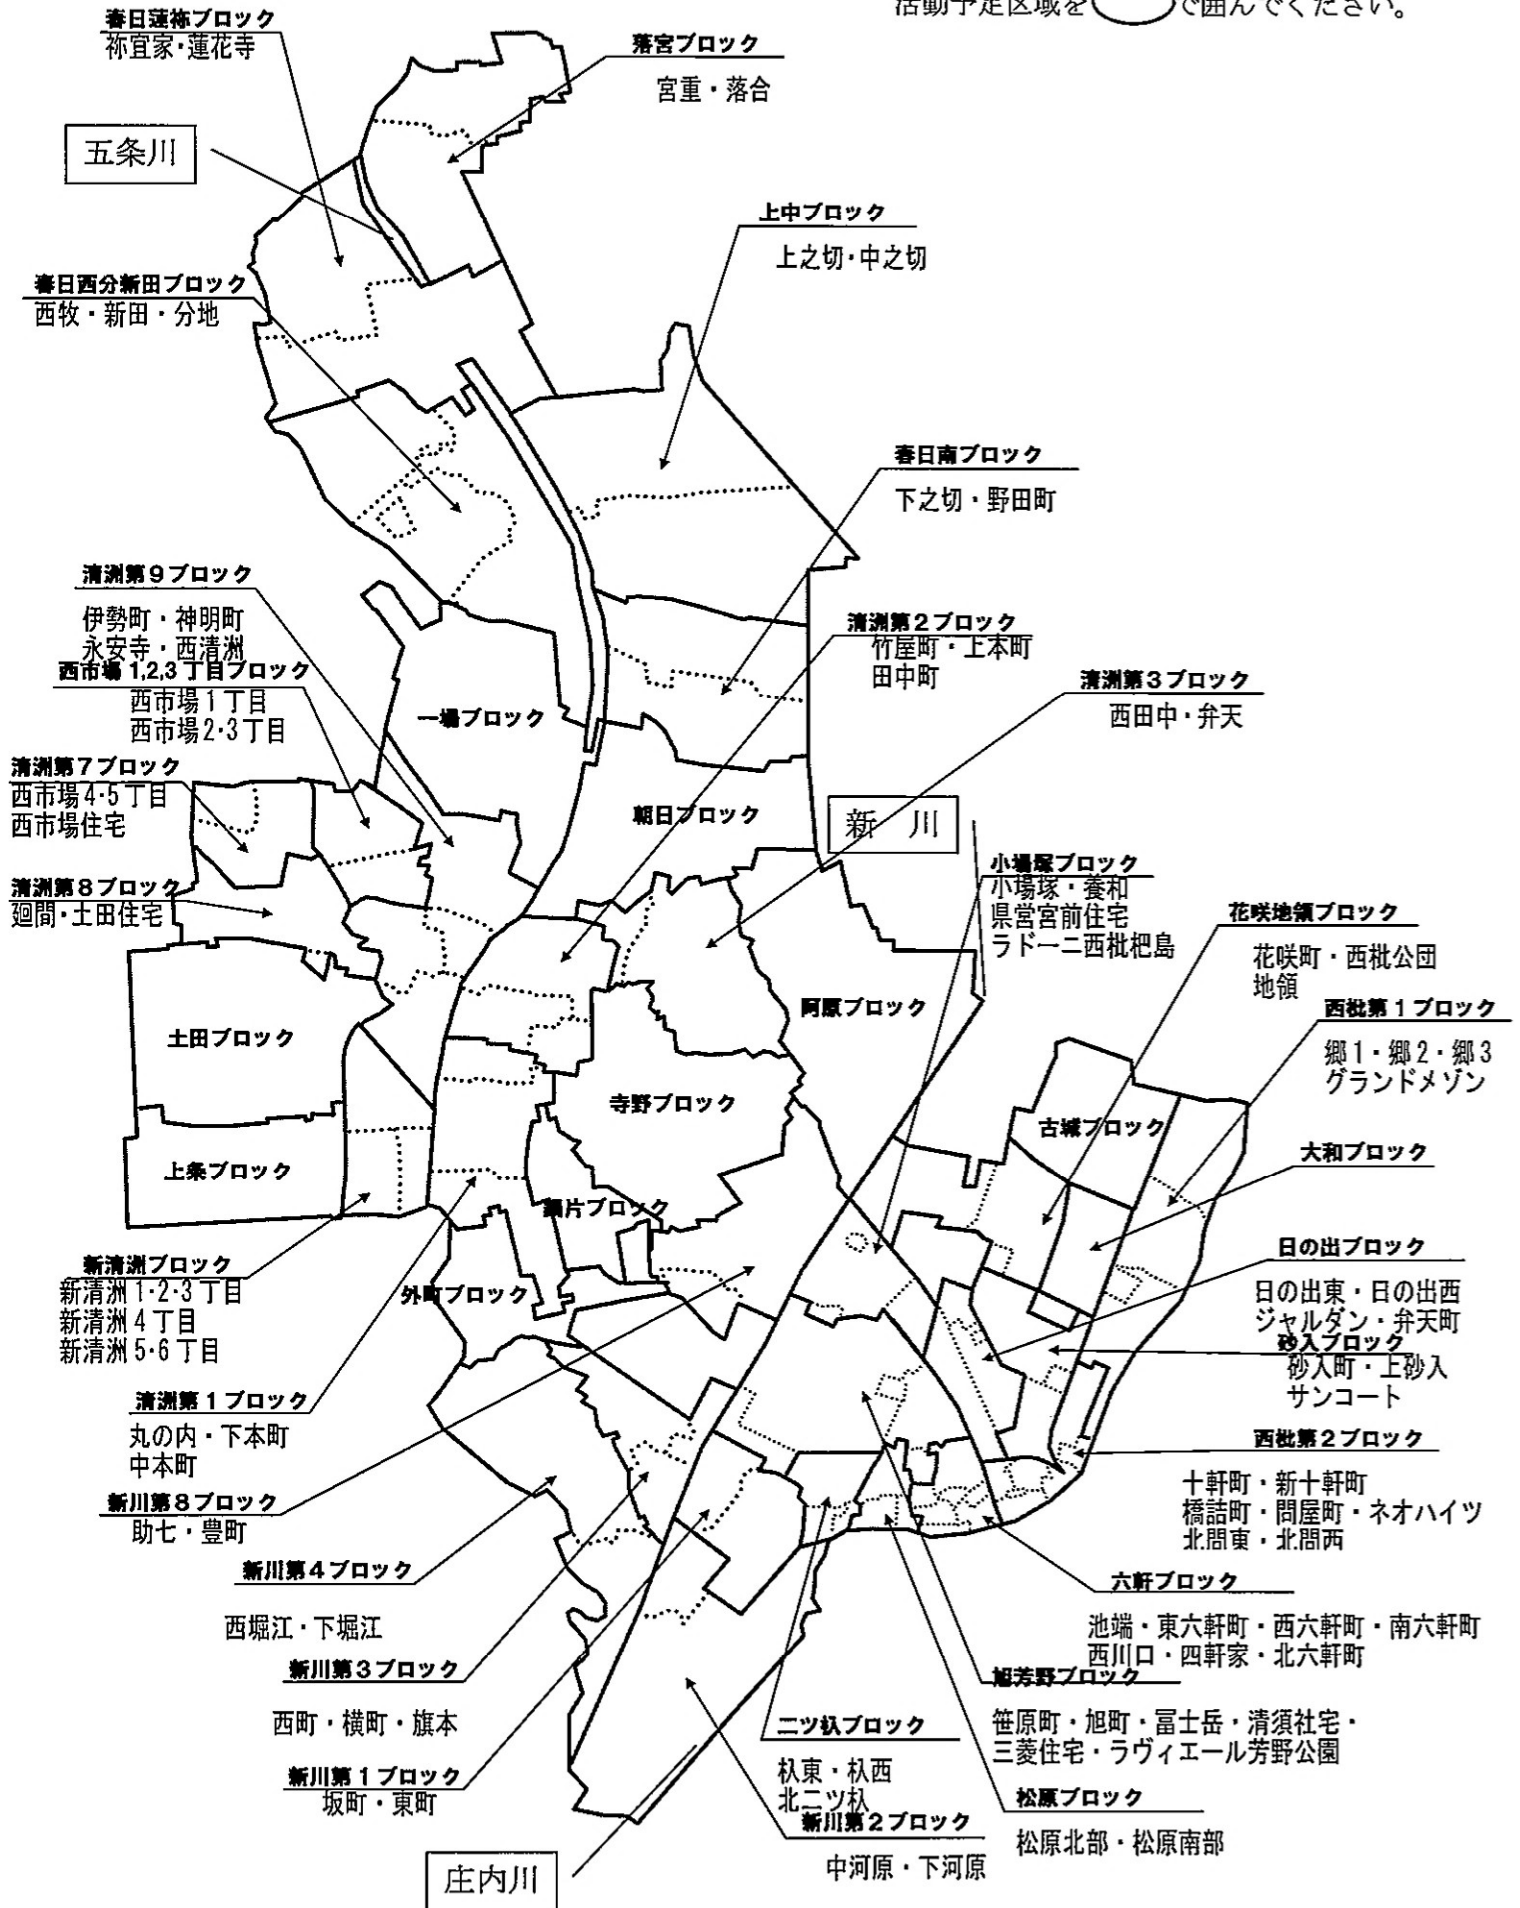 活動予定区域を で囲んでください。
春日蓮祢ブロック
祢宜家・蓮花寺
落宮ブロック
宮重・落合
五条川
上中ブロック
上之切・中之切
春日西分新田ブロック
西牧・新田・分地
春日南ブロック
下之切・野田町
清洲第9ブロック
伊勢町・神明町
永安寺・西清洲
清洲第2ブロック
竹屋町・上本町
田中町
西市場1,2,3丁目ブロック
西市場1丁目
西市場2・3丁目
清洲第3ブロック
西田中・弁天
一場ブロック
清洲第7ブロック
西市場4・5丁目
西市場住宅
朝日ブロック
新 川
小場塚ブロック
小場塚・養和
県営宮前住宅
ラドーニ西枇杷島
清洲第8ブロック
廻間・土田住宅
花咲地領ブロック
花咲町・西枇公団
地領
阿原ブロック
西枇第1ブロック
郷1・郷2・郷3
グランドメゾン
土田ブロック
寺野ブロック
古城ブロック
大和ブロック
上条ブロック
鍋片ブロック
日の出ブロック
日の出東・日の出西
ジャルダン・弁天町
新清洲ブロック
新清洲1・2・3丁目
新清洲4丁目
新清洲5・6丁目
外町ブロック
砂入ブロック
砂入町・上砂入
サンコート
清洲第1ブロック
丸の内・下本町
中本町
西枇第2ブロック
十軒町・新十軒町
橋詰町・問屋町・ネオハイツ
北問東・北問西
新川第8ブロック
助七・豊町
新川第4ブロック
西堀江・下堀江
六軒ブロック
池端・東六軒町・西六軒町・南六軒町
西川口・四軒家・北六軒町
新川第3ブロック
西町・横町・旗本
旭芳野ブロック
笹原町・旭町・冨士岳・清須社宅・
三菱住宅・ラヴィエール芳野公園
二ツ杁ブロック
杁東・杁西
北二ツ杁
新川第1ブロック
坂町・東町
松原ブロック
松原北部・松原南部
新川第2ブロック
中河原・下河原
庄内川